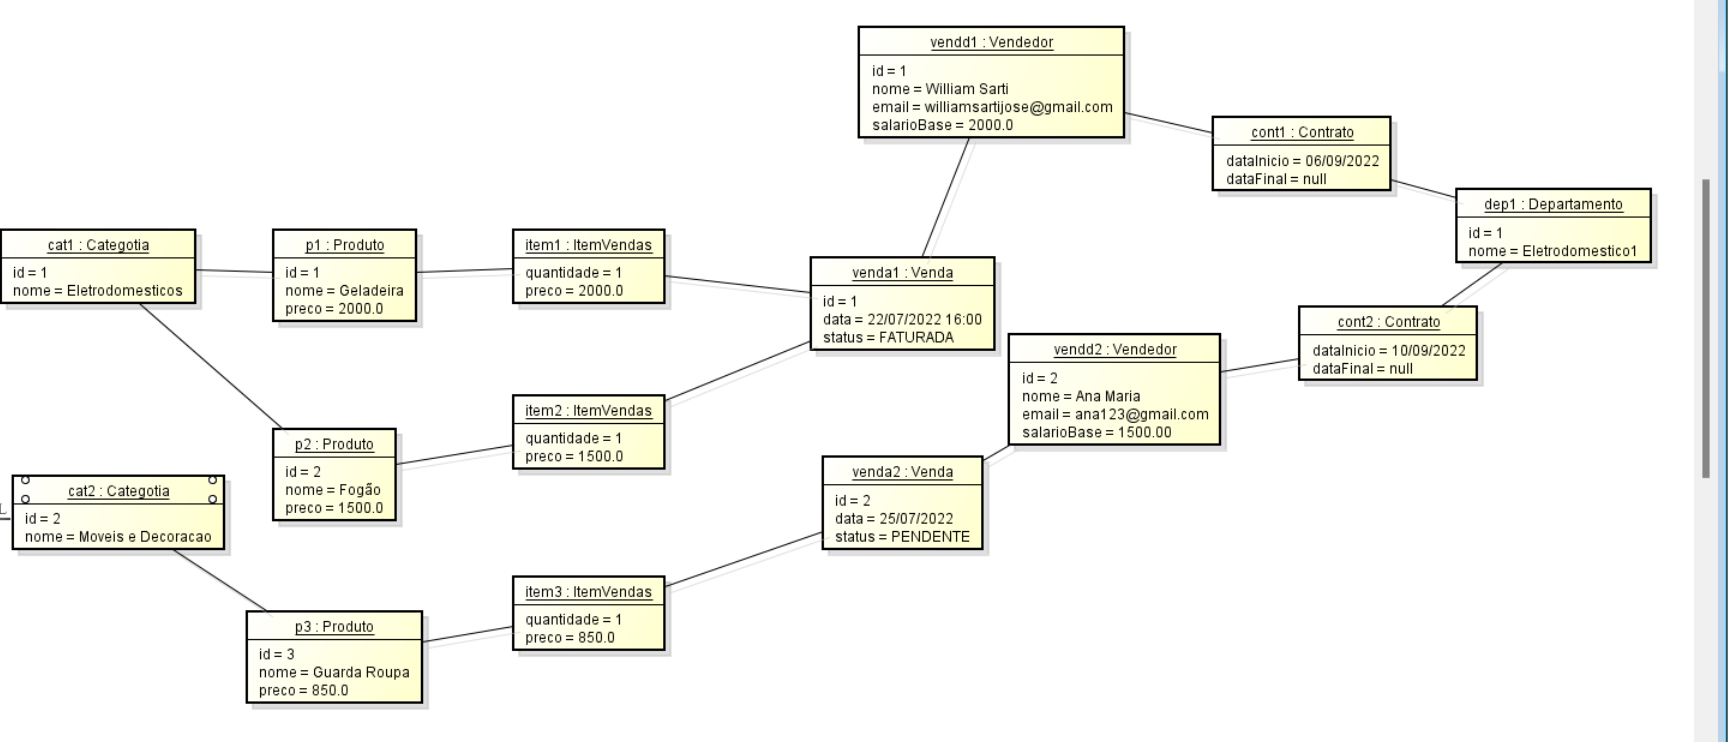 vendd1 : Vendedor
id = 1
nome = William Sarti
email = williamsartijose@gmail.com
salarioBase = 2000.0
cont1 : Contrato
dataInicio = 06/09/2022
dataFinal = null
dep1 : Departamento
id = 1
nome = Eletrodomestico1
cat1 : Categotia
id = 1
nome = Eletrodomesticos
p1 : Produto
id = 1
nome = Geladeira
preco = 2000.0
item1 : ItemVendas
quantidade = 1
preco = 2000.0
venda1 : Venda
id = 1
data = 22/07/2022 16:00
status = FATURADA
cont2 : Contrato
dataInicio = 10/09/2022
dataFinal = null
vendd2 : Vendedor
id = 2
nome = Ana Maria
email = ana123@gmail.com
salarioBase = 1500.00
item2 : ItemVendas
quantidade = 1
preco = 1500.0
p2 : Produto
id = 2
nome = Fogão
preco = 1500.0
venda2 : Venda
id = 2
data = 25/07/2022
status = PENDENTE
cat2 : Categotia
id = 2
nome = Moveis e Decoracao
item3 : ItemVendas
quantidade = 1
preco = 850.0
p3 : Produto
id = 3
nome = Guarda Roupa
preco = 850.0